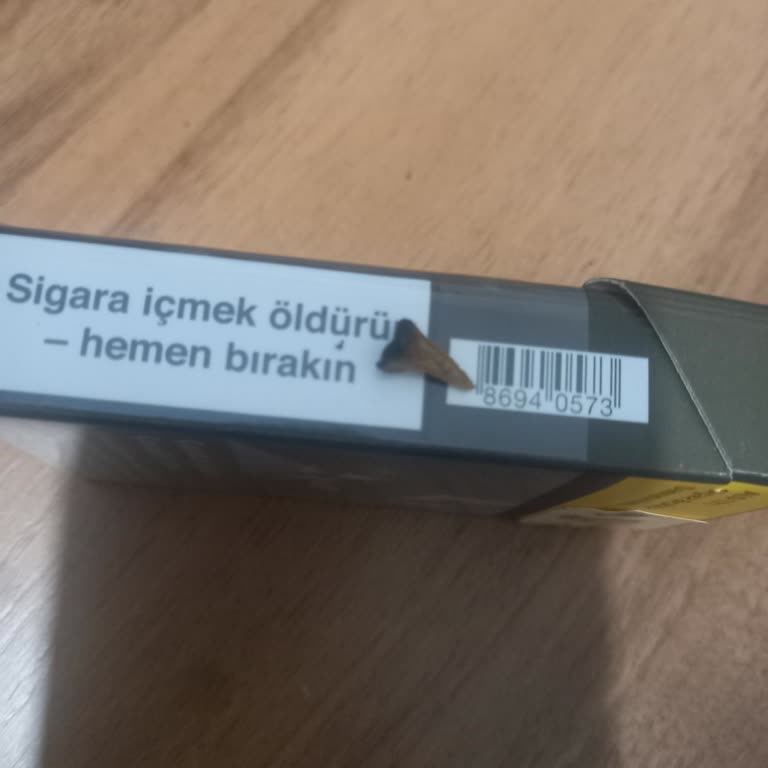 Sigara içmek öldürür
– hemen bırakın
8694 0573